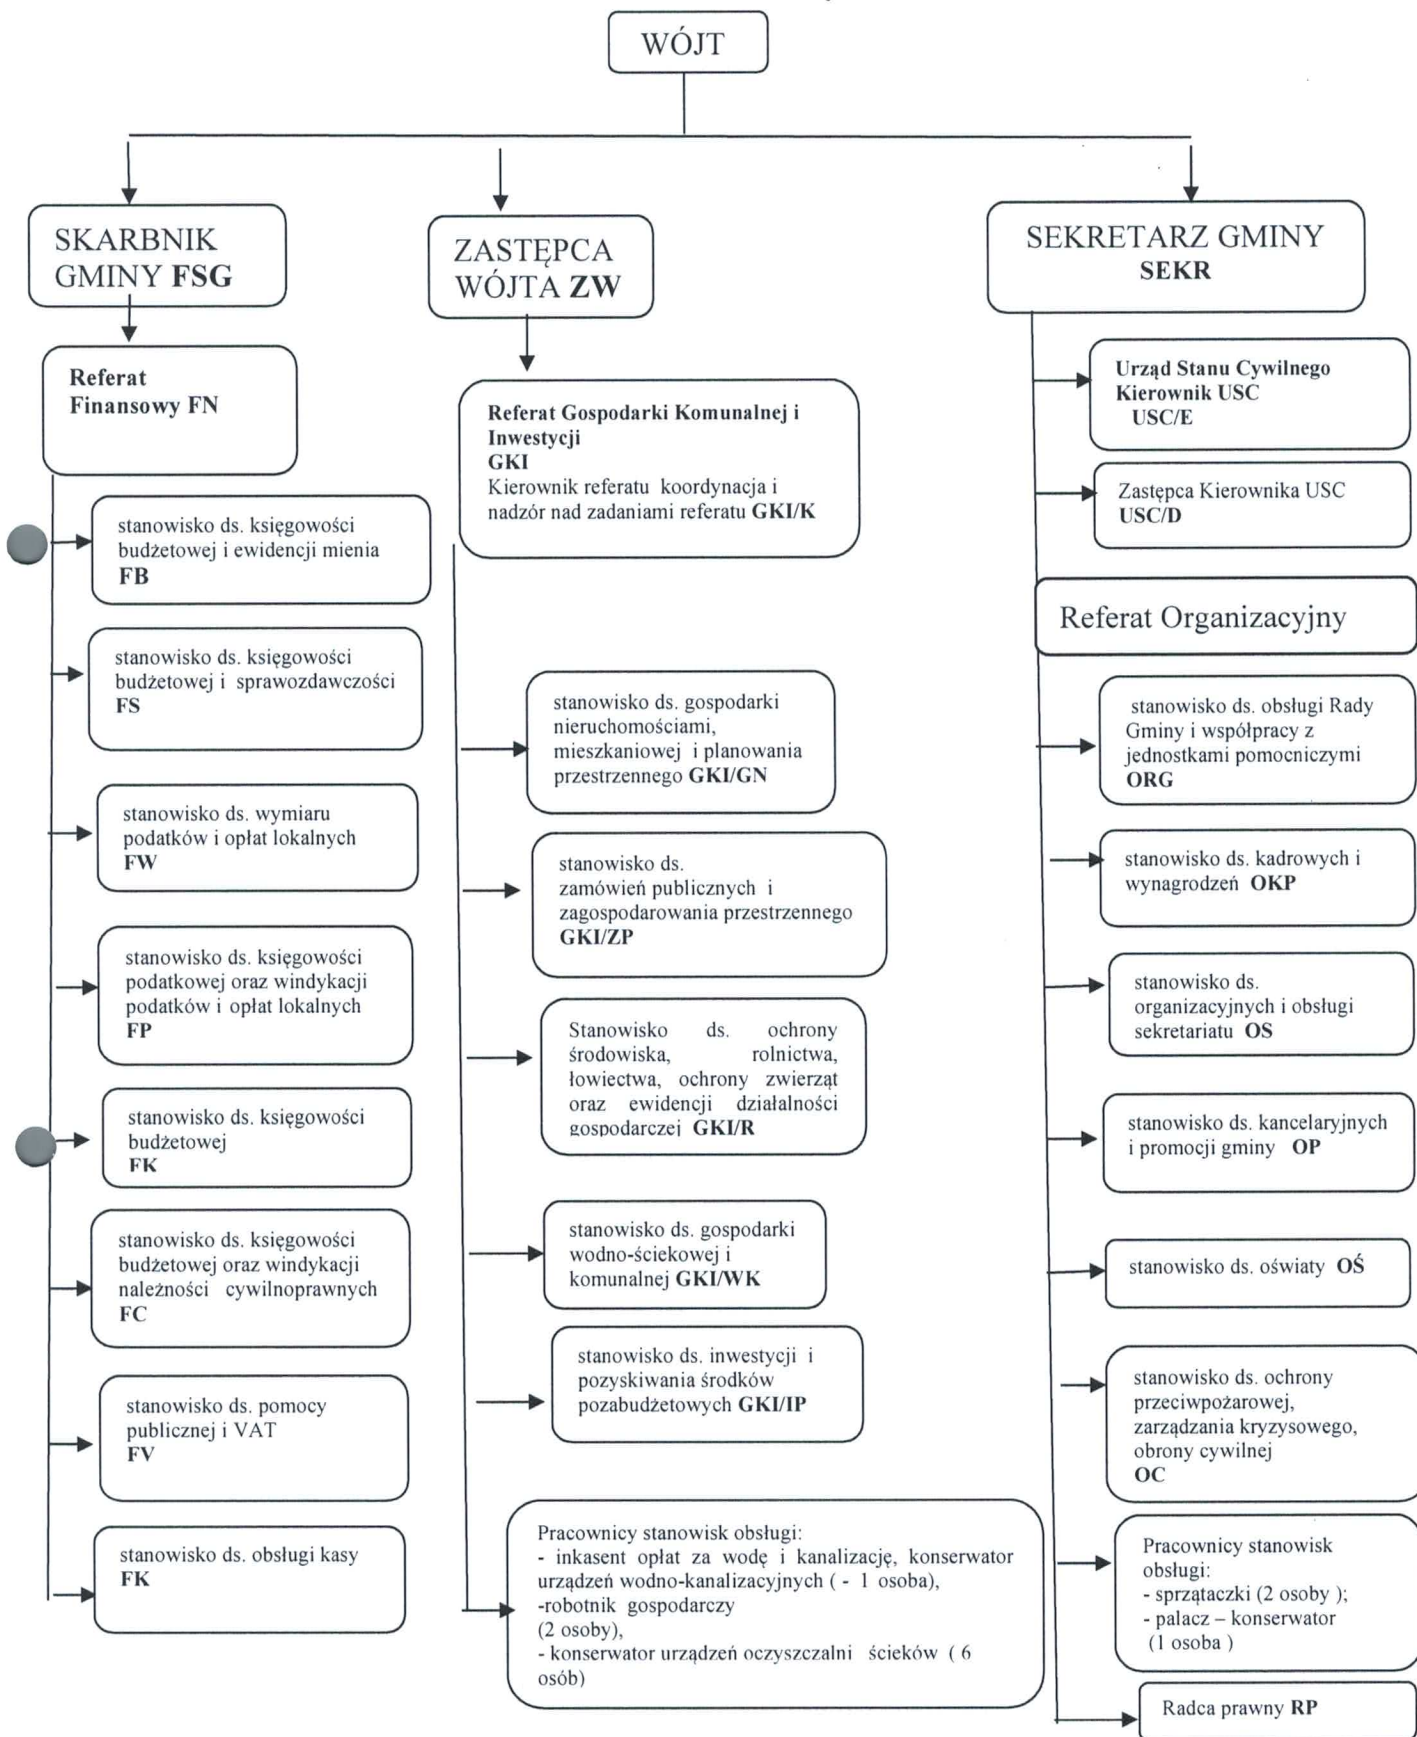 WÓJT
SKARBNIK
GMINY FSG
Referat
Finansowy FN
stanowisko ds. księgowości
budżetowej i ewidencji mienia
FB
stanowisko ds. księgowości
budżetowej i sprawozdawczości
FS
stanowisko ds. wymiaru
podatków i opłat lokalnych
FW
stanowisko ds. księgowości
podatkowej oraz windykacji
podatków i opłat lokalnych
FP
stanowisko ds. księgowości
budżetowej
FK
stanowisko ds. księgowości
budżetowej oraz windykacji
należności cywilnoprawnych
FC
stanowisko ds. pomocy
publicznej i VAT
FV
stanowisko ds. obsługi kasy
FK
ZASTĘPCA
WÓJTA ZW
Referat Gospodarki Komunalnej i
Inwestycji
GKI
Kierownik referatu koordynacja i
nadzór nad zadaniami referatu GKI/K
stanowisko ds. gospodarki
nieruchomościami,
mieszkaniowej i planowania
przestrzennego GKI/GN
stanowisko ds.
zamówień publicznych i
zagospodarowania przestrzennego
GKI/ZP
Stanowisko ds. ochrony
środowiska, rolnictwa,
łowiectwa, ochrony zwierząt
oraz ewidencji działalności
gospodarczej GKI/R
stanowisko ds. gospodarki
wodno-ściekowej i
komunalnej GKI/WK
stanowisko ds. inwestycji i
pozyskiwania środków
pozabudżetowych GKI/IP
Pracownicy stanowisk obsługi:
- inkasent opłat za wodę i kanalizację, konserwator
urządzeń wodno-kanalizacyjnych ( - 1 osoba),
-robotnik gospodarczy
(2 osoby),
- konserwator urządzeń oczyszczalni ścieków ( 6
osób)
SEKRETARZ GMINY
SEKR
Urząd Stanu Cywilnego
Kierownik USC
USC/E
Zastępca Kierownika USC
USC/D
Referat Organizacyjny
stanowisko ds. obsługi Rady
Gminy i współpracy z
jednostkami pomocniczymi
ORG
stanowisko ds. kadrowych i
wynagrodzeń OKP
stanowisko ds.
organizacyjnych i obsługi
sekretariatu OS
stanowisko ds. kancelaryjnych
i promocji gminy OP
stanowisko ds. oświaty OŚ
stanowisko ds. ochrony
przeciwpożarowej,
zarządzania kryzysowego,
obrony cywilnej
OC
Pracownicy stanowisk
obsługi:
- sprzątaczki (2 osoby );
- palacz – konserwator
(1 osoba )
Radca prawny RP